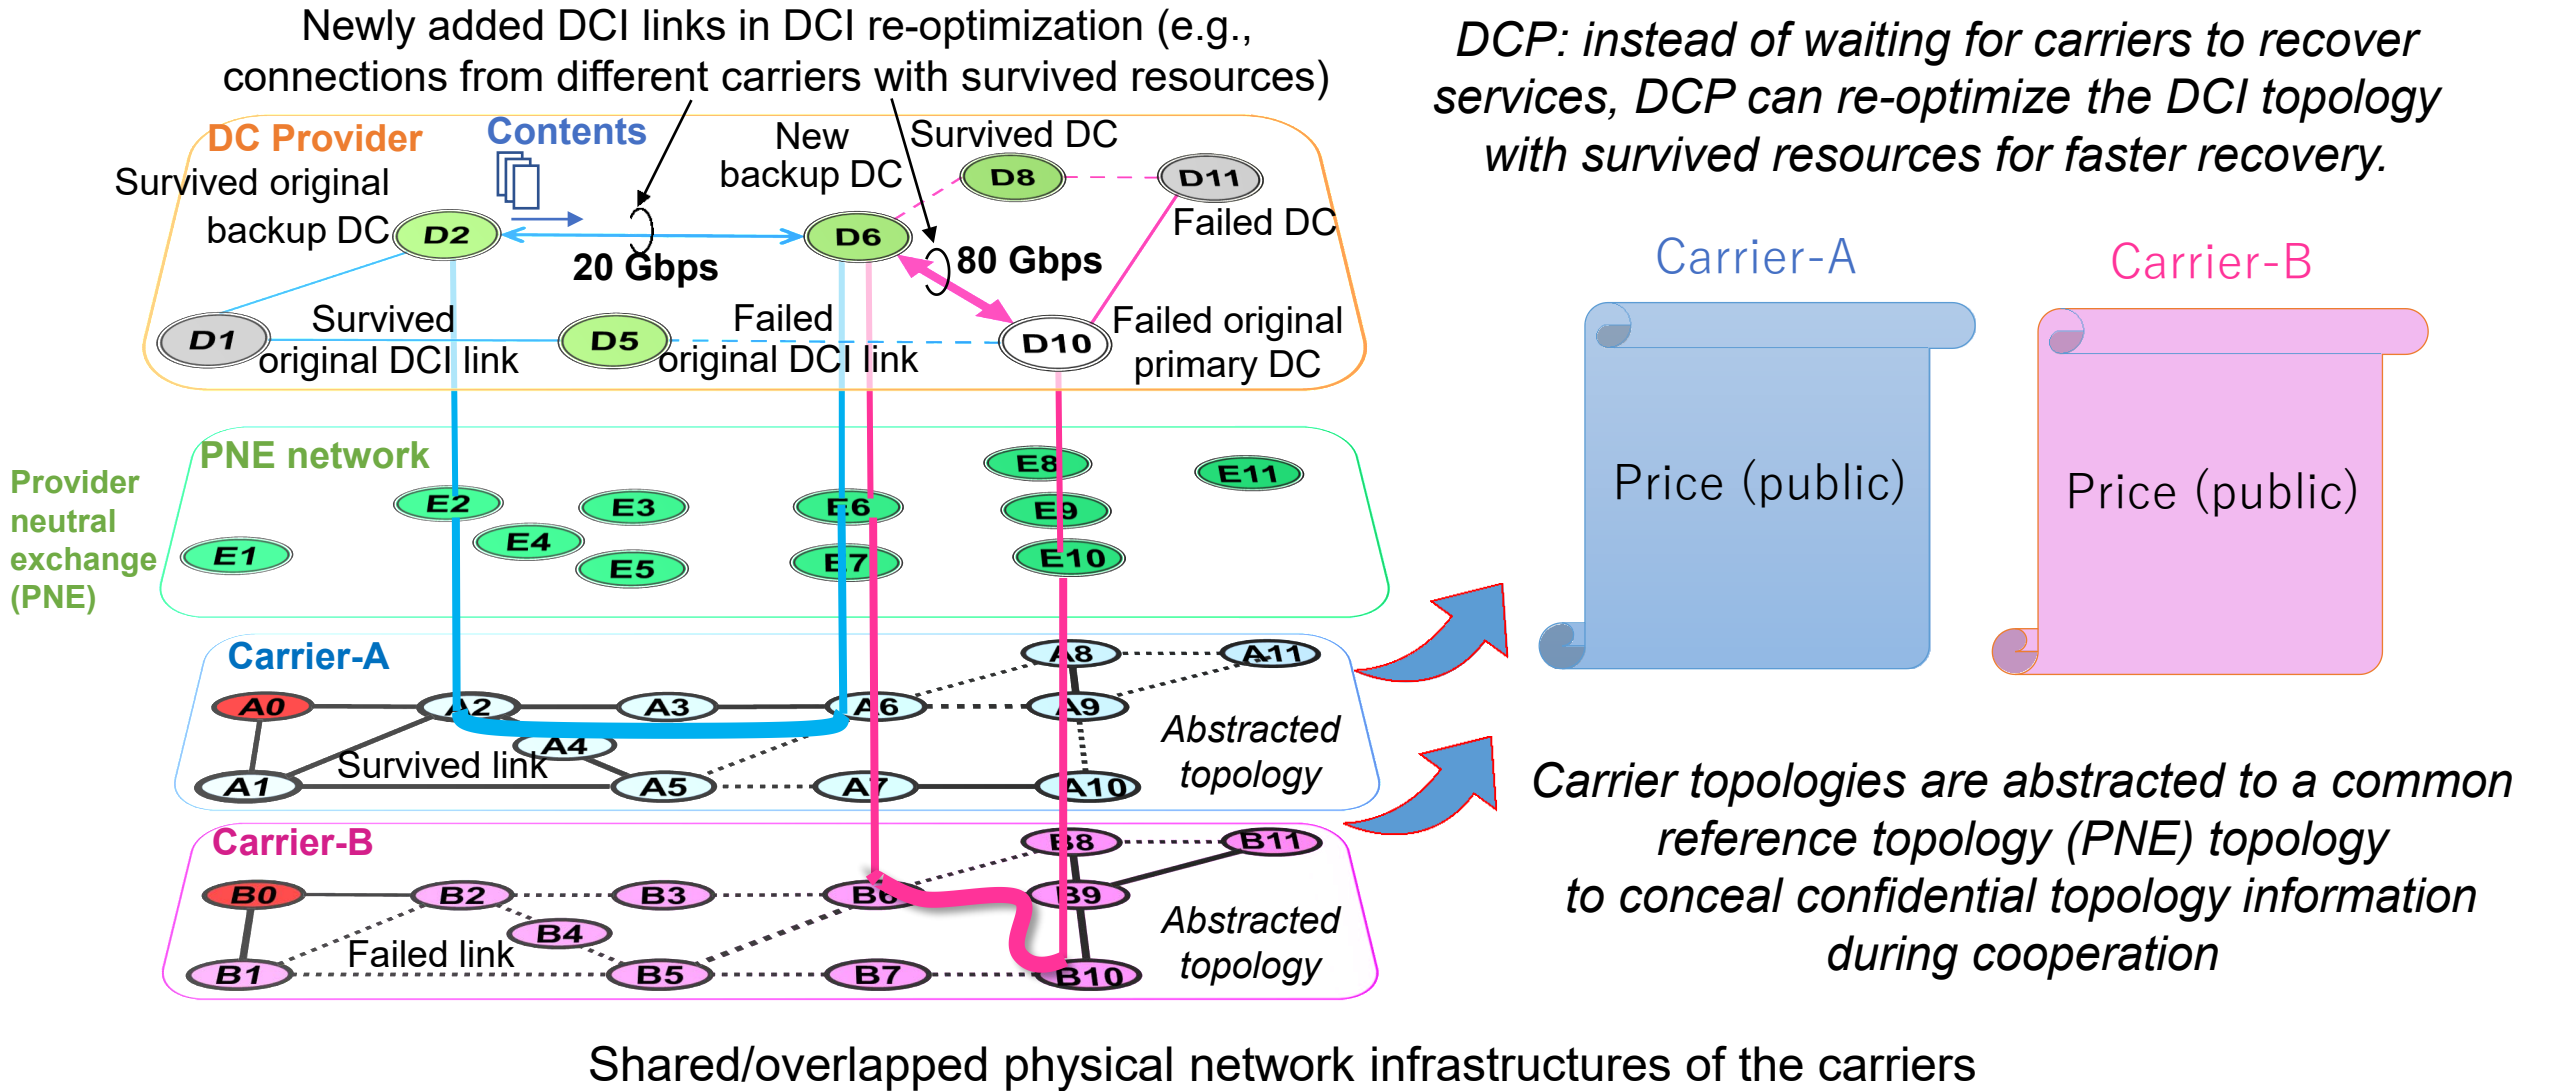 Newly added DCI links in DCI re-optimization (e.g.,
connections from different carriers with survived resources)
DCP: instead of waiting for carriers to recover
services, DCP can re-optimize the DCI topology
with survived resources for faster recovery.
DC Provider
Contents
New
backup DC
Survived DC
Survived original
backup DC
D8
D11
Failed DC
D2
D6
20 Gbps
80 Gbps
D1
Survived
original DCI link
D5
Failed
original DCI link
D10
Failed original
primary DC
Carrier-A
Carrier-B
Price (public)
Price (public)
PNE network
Provider
neutral
exchange
(PNE)
E1
E2
E3
E4
E5
E6
E7
E8
E9
E10
E11
Carrier-A
A0
A1
A2
A3
A4
A5
A6
A7
A8
A9
A10
A11
Survived link
Abstracted
topology
Carrier-B
B0
B1
B2
B3
B4
B5
B6
B7
B8
B9
B10
B11
Failed link
Abstracted
topology
Carrier topologies are abstracted to a common
reference topology (PNE) topology
to conceal confidential topology information
during cooperation
Shared/overlapped physical network infrastructures of the carriers